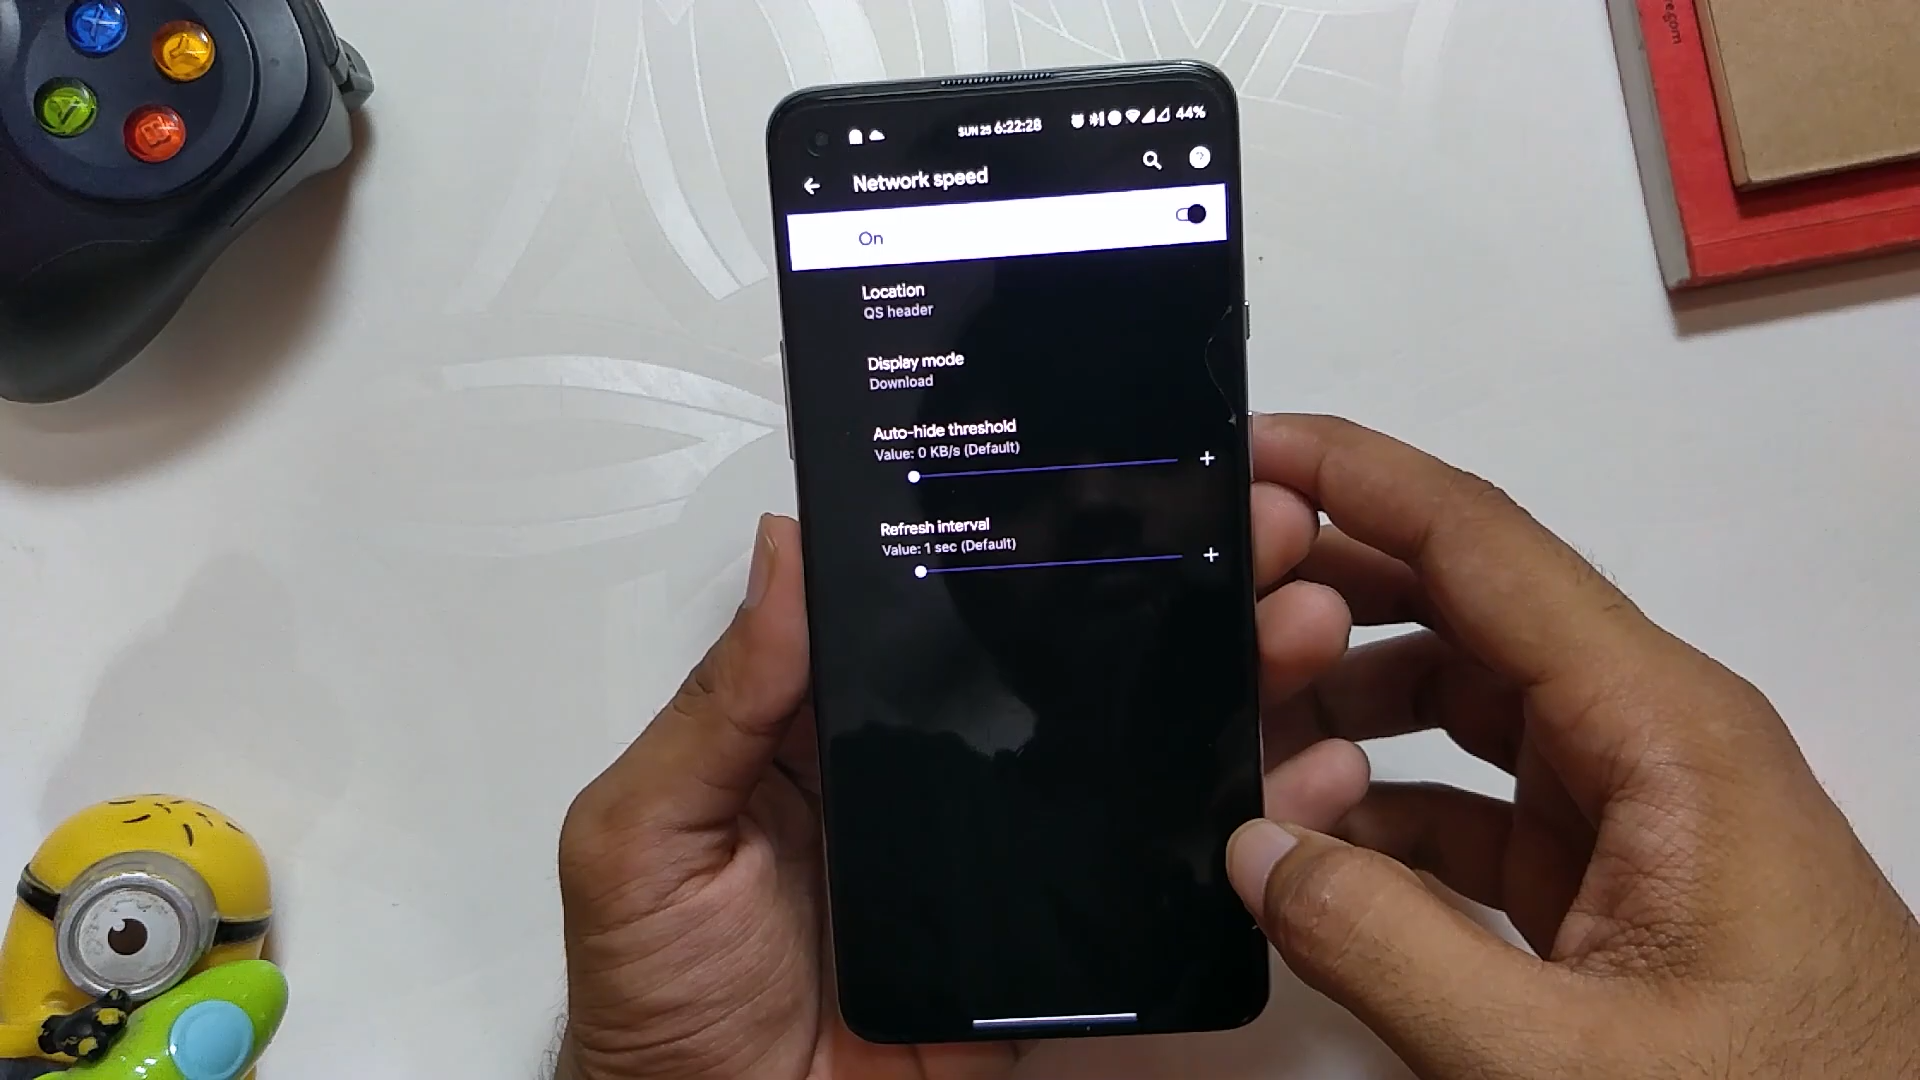 SUN 25 6:22:28
44%
Network speed
?
On
Location
QS header
Display mode
Download
Auto-hide threshold
Value: 0 KB/s (Default)
+
Refresh interval
Value: 1 sec (Default)
+
X
Y
A
B